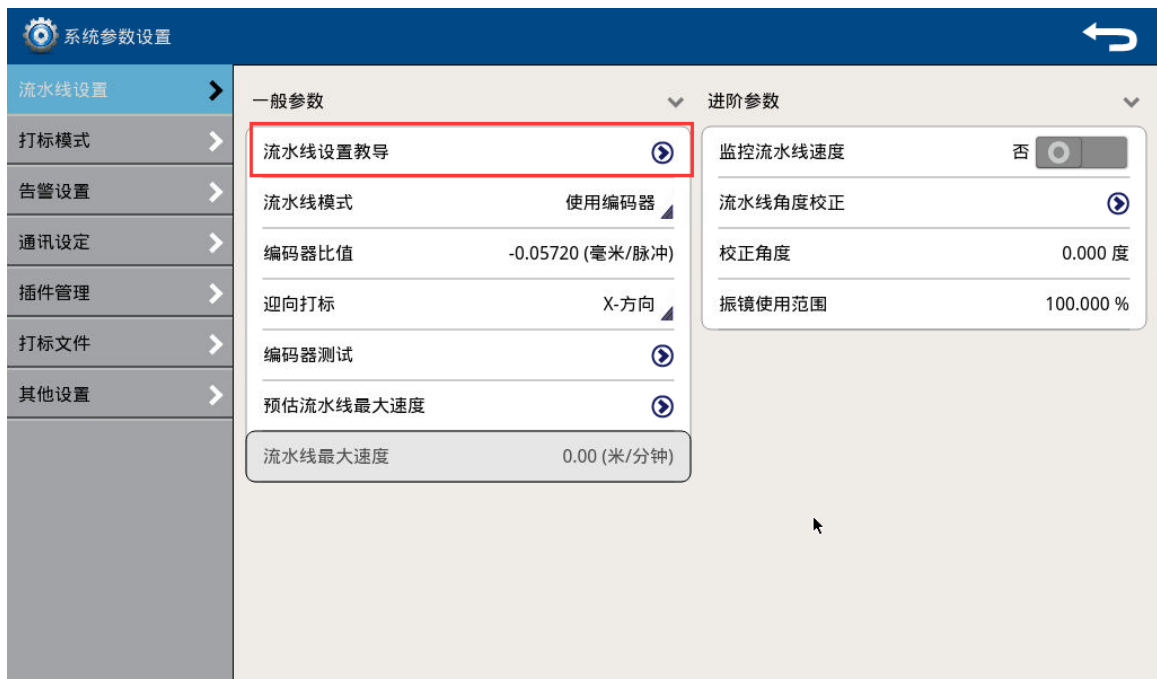 系统参数设置
流水线设置
打标模式
告警设置
通讯设定
插件管理
打标文件
其他设置
一般参数
流水线设置教导
流水线模式 使用编码器
编码器比值 -0.05720 (毫米/脉冲)
迎向打标 X-方向
编码器测试
预估流水线最大速度
流水线最大速度 0.00 (米/分钟)
进阶参数
监控流水线速度 否
流水线角度校正
校正角度 0.000 度
振镜使用范围 100.000 %